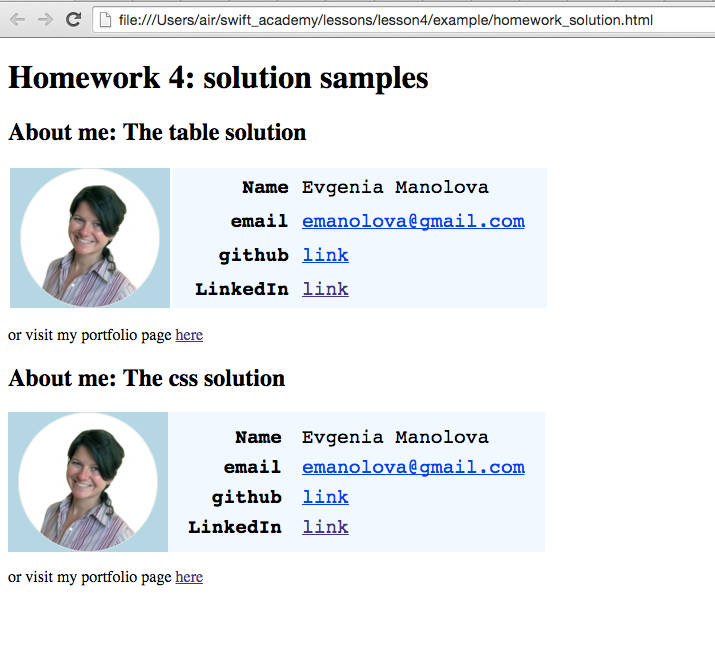 file:///Users/air/swift_academy/lessons/lesson4/example/homework_solution.html
Homework 4: solution samples
About me: The table solution
Name Evgenia Manolova
email emanolova@gmail.com
github link
LinkedIn link
or visit my portfolio page here
About me: The css solution
Name Evgenia Manolova
email emanolova@gmail.com
github link
LinkedIn link
or visit my portfolio page here